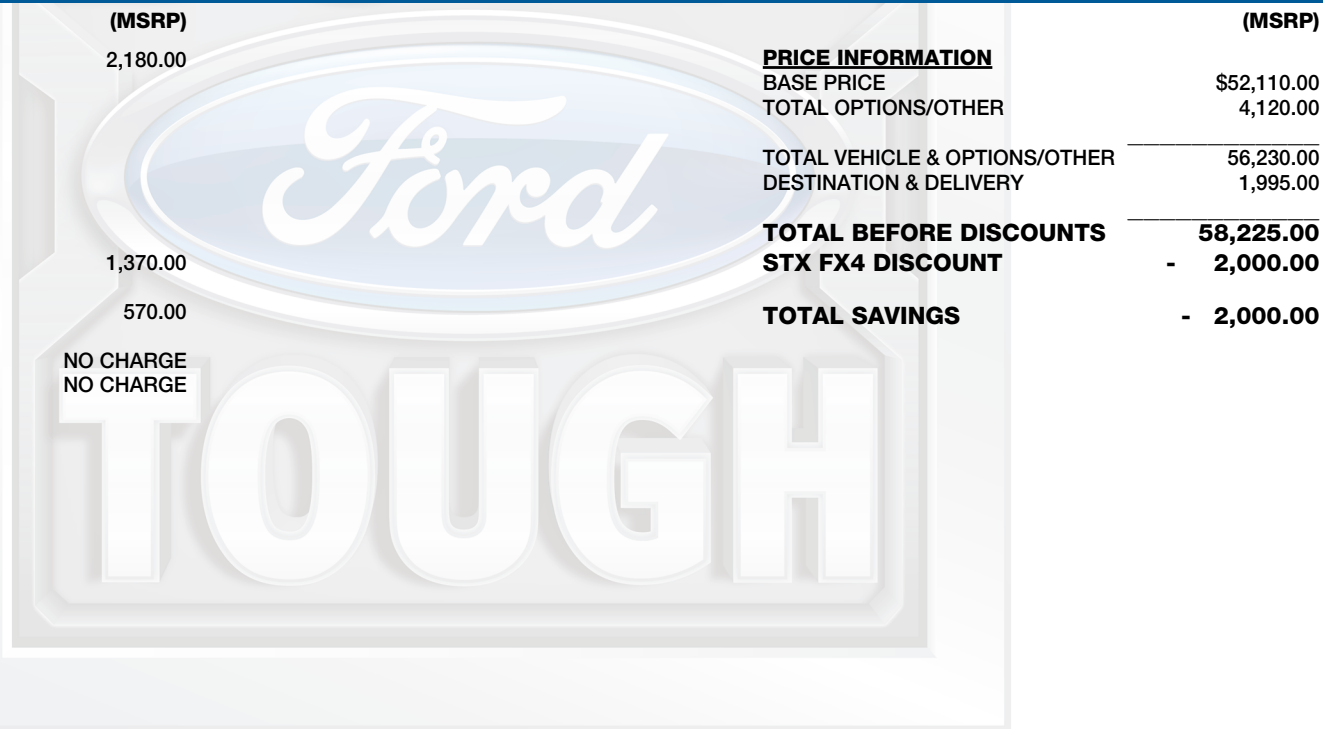 (MSRP)
2,180.00
1,370.00
570.00
NO CHARGE
NO CHARGE
(MSRP)
PRICE INFORMATION
BASE PRICE $52,110.00
TOTAL OPTIONS/OTHER 4,120.00
TOTAL VEHICLE & OPTIONS/OTHER 56,230.00
DESTINATION & DELIVERY 1,995.00
TOTAL BEFORE DISCOUNTS 58,225.00
STX FX4 DISCOUNT - 2,000.00
TOTAL SAVINGS - 2,000.00
Ford
TOUGH